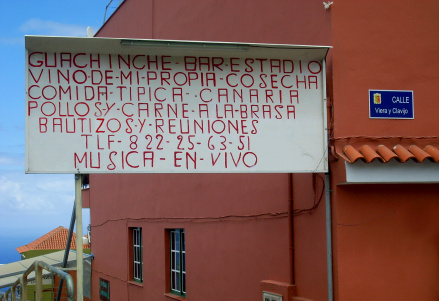 GUACHINCHE-BAR-ESTADIO
VINO-DE-MI-PROPIA-COSECHA
COMIDA-TIPICA-CANARIA
POLLOS-Y-CARNE-A-LA-BRASA
BAUTIZOS-Y-REUNIONES
TLF-822-25-63-51
MUSICA-EN-VIVO
CALLE
Viera y Clavijo